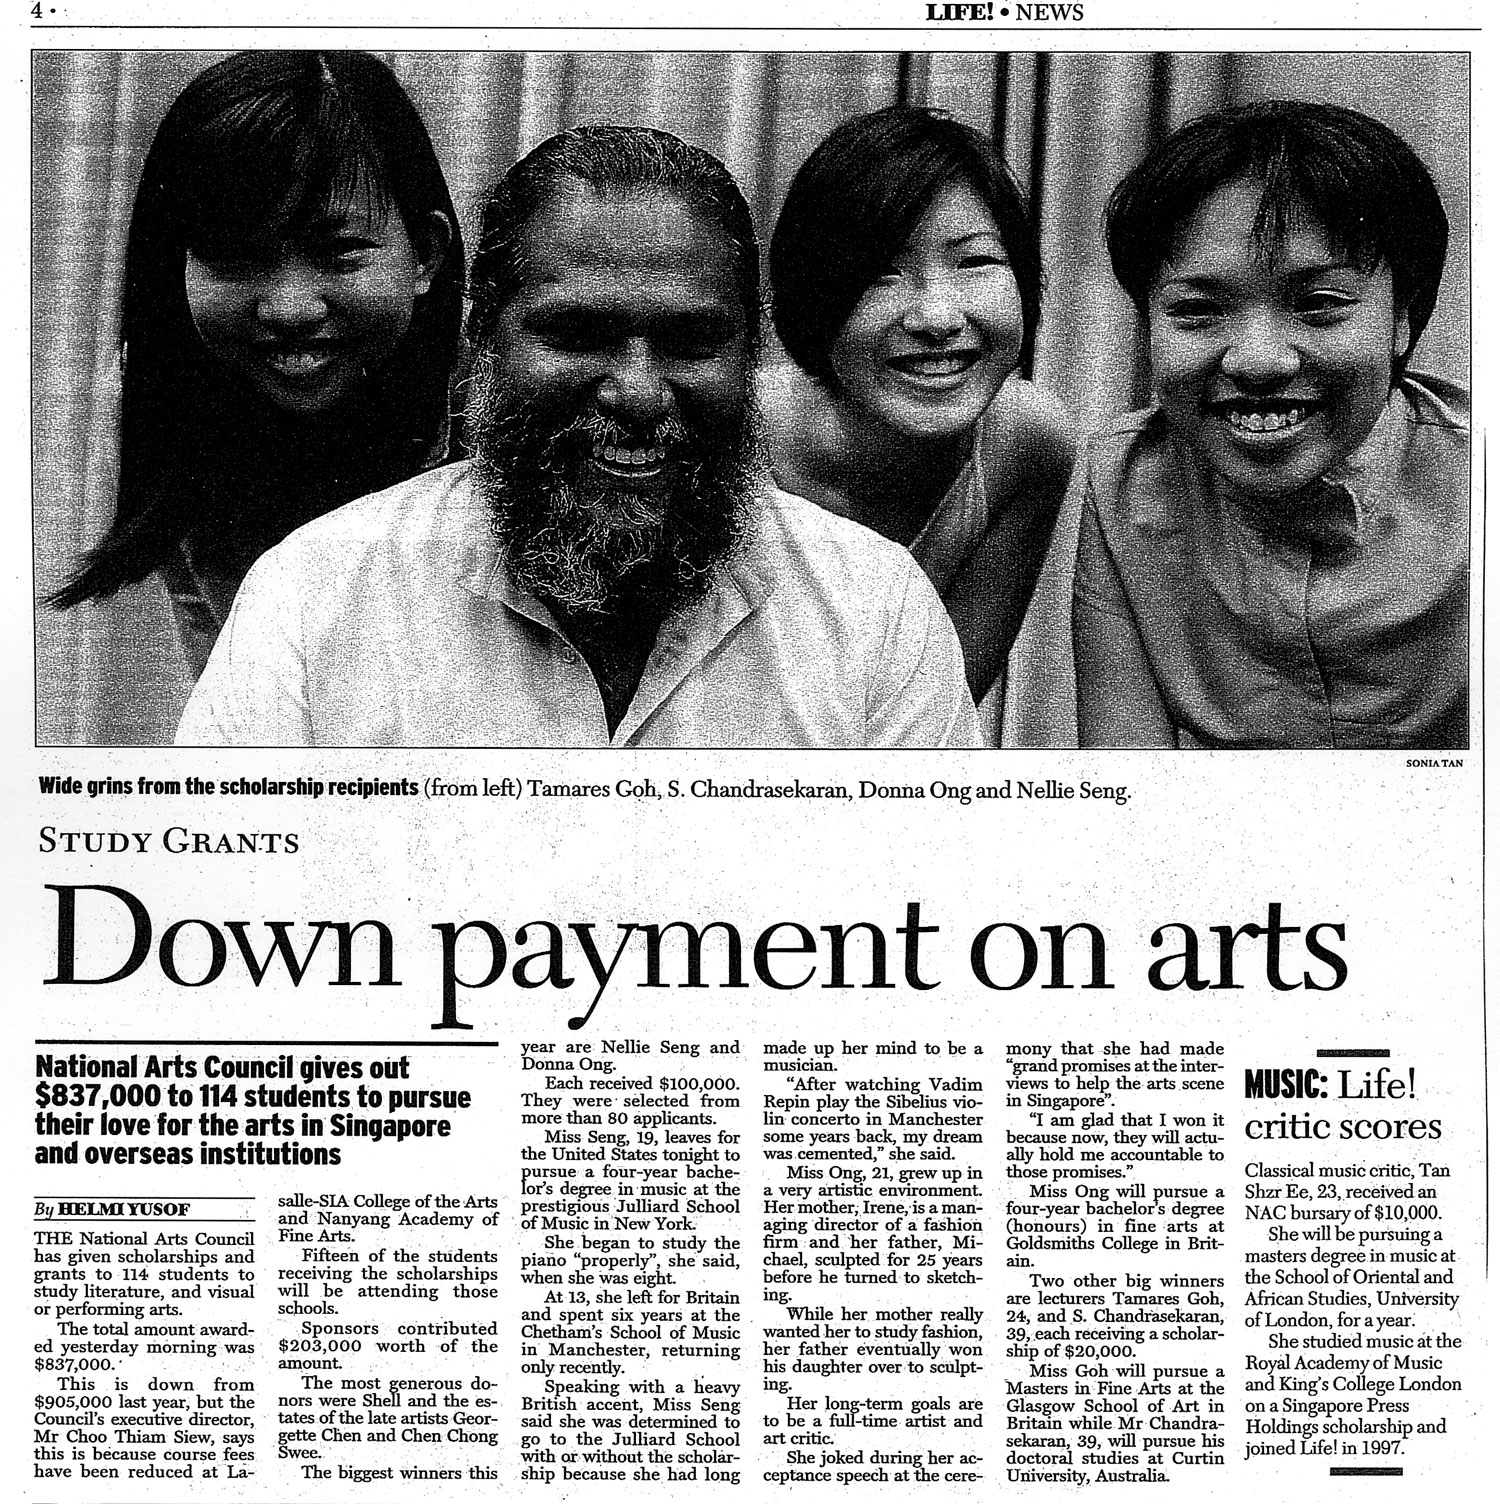 4 •
LIFE! • NEWS
SONIA TAN
Wide grins from the scholarship recipients (from left) Tamares Goh, S. Chandrasekaran, Donna Ong and Nellie Seng.
STUDY GRANTS
Down payment on arts
National Arts Council gives out
$837,000 to 114 students to pursue
their love for the arts in Singapore
and overseas institutions
By HELMI YUSOF
THE National Arts Council
has given scholarships and
grants to 114 students to
study literature, and visual
or performing arts.
The total amount award-
ed yesterday morning was
$837,000.
This is down from
$905,000 last year, but the
Council's executive director,
Mr Choo Thiam Siew, says
this is because course fees
have been reduced at La-
salle-SIA College of the Arts
and Nanyang Academy of
Fine Arts.
Fifteen of the students
receiving the scholarships
will be attending those
schools.
Sponsors contributed
$203,000 worth of the
amount.
The most generous do-
nors were Shell and the es-
tates of the late artists Geor-
gette Chen and Chen Chong
Swee.
The biggest winners this
year are Nellie Seng and
Donna Ong.
Each received $100,000.
They were selected from
more than 80 applicants.
Miss Seng, 19, leaves for
the United States tonight to
pursue a four-year bache-
lor's degree in music at the
prestigious Julliard School
of Music in New York.
She began to study the
piano "properly", she said,
when she was eight.
At 13, she left for Britain
and spent six years at the
Chetham's School of Music
in Manchester, returning
only recently.
Speaking with a heavy
British accent, Miss Seng
said she was determined to
go to the Julliard School
with or without the scholar-
ship because she had long
made up her mind to be a
musician.
"After watching Vadim
Repin play the Sibelius vio-
lin concerto in Manchester
some years back, my dream
was cemented," she said.
Miss Ong, 21, grew up in
a very artistic environment.
Her mother, Irene, is a man-
aging director of a fashion
firm and her father, Mi-
chael, sculpted for 25 years
before he turned to sketch-
ing.
While her mother really
wanted her to study fashion,
her father eventually won
his daughter over to sculpt-
ing.
Her long-term goals are
to be a full-time artist and
art critic.
She joked during her ac-
ceptance speech at the cere-
mony that she had made
"grand promises at the inter-
views to help the arts scene
in Singapore".
"I am glad that I won it
because now, they will actu-
ally hold me accountable to
those promises."
Miss Ong will pursue a
four-year bachelor's degree
(honours) in fine arts at
Goldsmiths College in Brit-
ain.
Two other big winners
are lecturers Tamares Goh,
24, and S. Chandrasekaran,
39, each receiving a scholar-
ship of $20,000.
Miss Goh will pursue a
Masters in Fine Arts at the
Glasgow School of Art in
Britain while Mr Chandra-
sekaran, 39, will pursue his
doctoral studies at Curtin
University, Australia.
MUSIC: Life!
critic scores
Classical music critic, Tan
Shzr Ee, 23, received an
NAC bursary of $10,000.
She will be pursuing a
masters degree in music at
the School of Oriental and
African Studies, University
of London, for a year.
She studied music at the
Royal Academy of Music
and King's College London
on a Singapore Press
Holdings scholarship and
joined Life! in 1997.